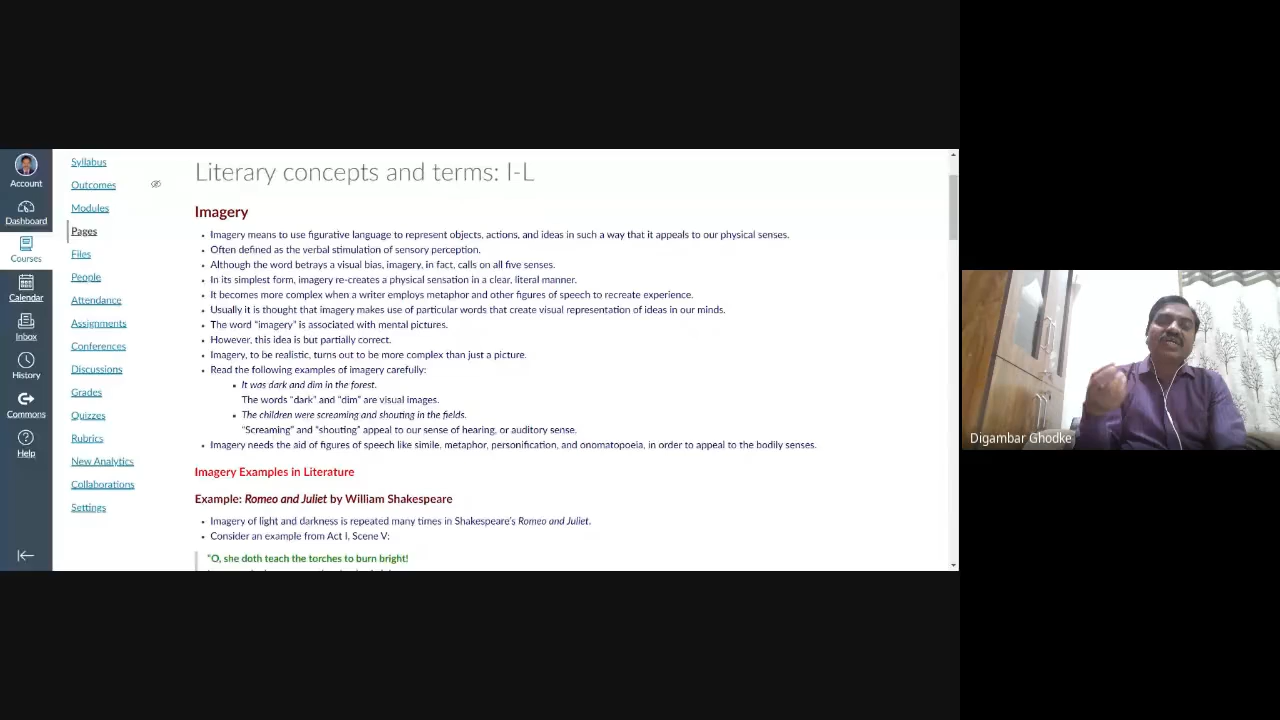 Account
Dashboard
Courses
Calendar
Inbox
History
Commons
Help
Syllabus
Outcomes
Modules
Pages
Files
People
Attendance
Assignments
Conferences
Discussions
Grades
Quizzes
Rubrics
New Analytics
Collaborations
Settings
Literary concepts and terms: I-L
Imagery
Imagery means to use figurative language to represent objects, actions, and ideas in such a way that it appeals to our physical senses.
Often defined as the verbal stimulation of sensory perception.
Although the word betrays a visual bias, imagery, in fact, calls on all five senses.
In its simplest form, imagery re-creates a physical sensation in a clear, literal manner.
It becomes more complex when a writer employs metaphor and other figures of speech to recreate experience.
Usually it is thought that imagery makes use of particular words that create visual representation of ideas in our minds.
The word “imagery” is associated with mental pictures.
However, this idea is but partially correct.
Imagery, to be realistic, turns out to be more complex than just a picture.
Read the following examples of imagery carefully:
It was dark and dim in the forest.
The words “dark” and “dim” are visual images.
The children were screaming and shouting in the fields.
“Screaming” and “shouting” appeal to our sense of hearing, or auditory sense.
Imagery needs the aid of figures of speech like simile, metaphor, personification, and onomatopoeia, in order to appeal to the bodily senses.
Imagery Examples in Literature
Example: Romeo and Juliet by William Shakespeare
Imagery of light and darkness is repeated many times in Shakespeare’s Romeo and Juliet.
Consider an example from Act I, Scene V:
“O, she doth teach the torches to burn bright!
Digambar Ghodke